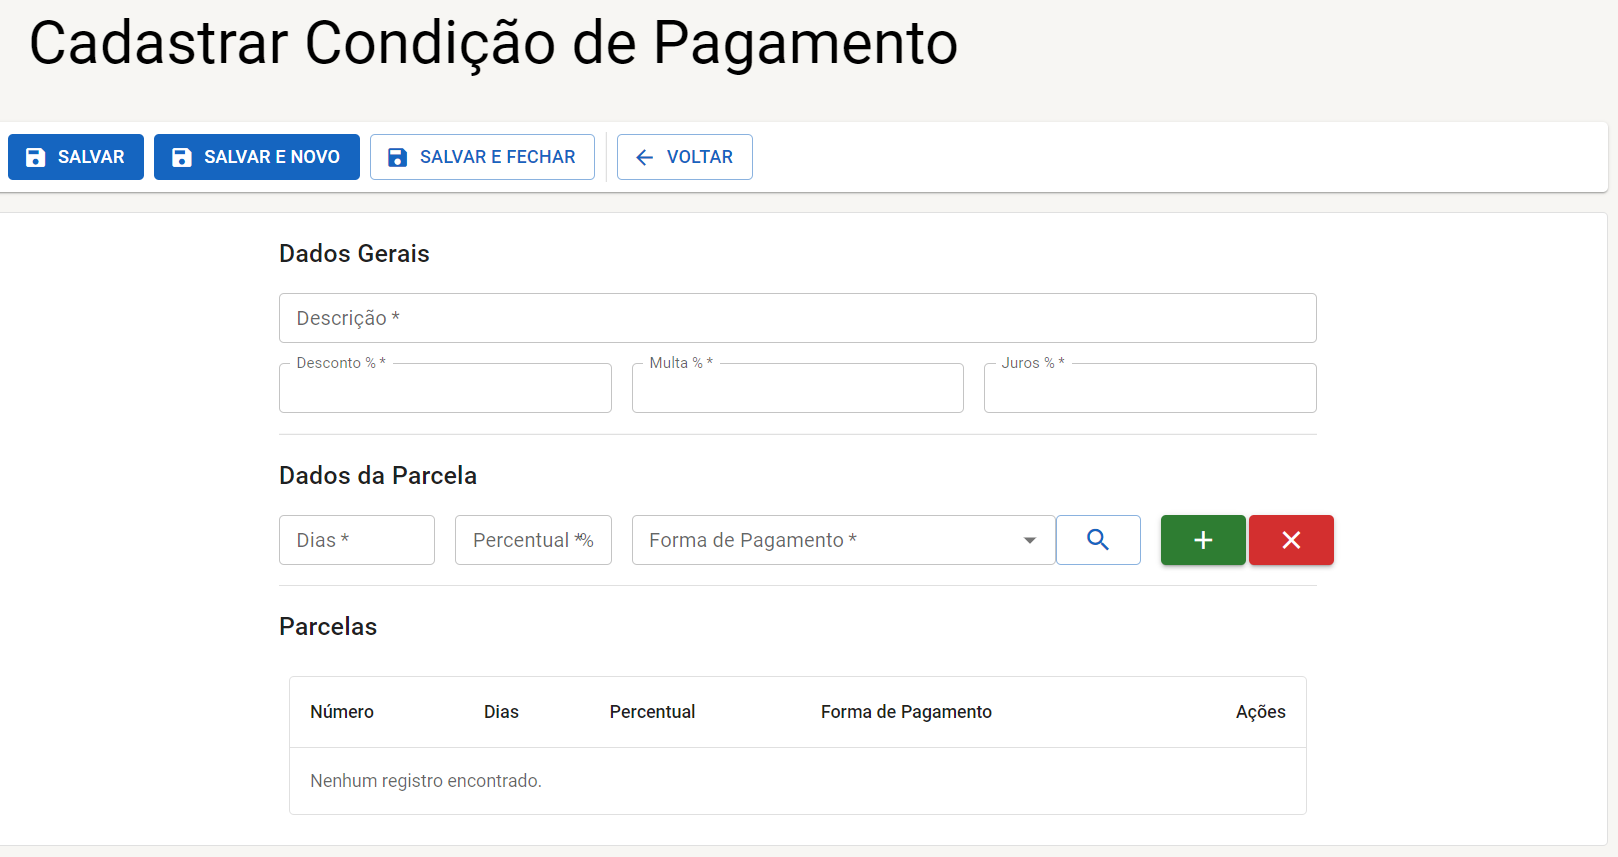 Cadastrar Condição de Pagamento
SALVAR SALVAR E NOVO SALVAR E FECHAR VOLTAR
Dados Gerais
Descrição *
Desconto % * Multa % * Juros % *
Dados da Parcela
Dias * Percentual *% Forma de Pagamento *
Parcelas
Número Dias Percentual Forma de Pagamento Ações
Nenhum registro encontrado.